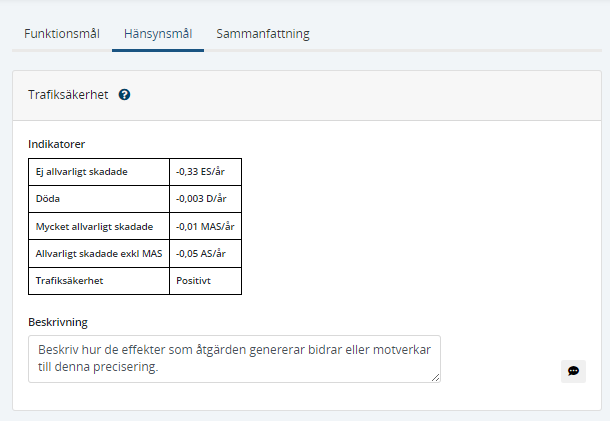 Funktionsmål Hänsynsmål Sammanfattning
Trafiksäkerhet ?
Indikatorer
Ej allvarligt skadade -0,33 ES/år
Döda -0,003 D/år
Mycket allvarligt skadade -0,01 MAS/år
Allvarligt skadade exkl MAS -0,05 AS/år
Trafiksäkerhet Positivt
Beskrivning
Beskriv hur de effekter som åtgärden genererar bidrar eller motverkar
till denna precisering.